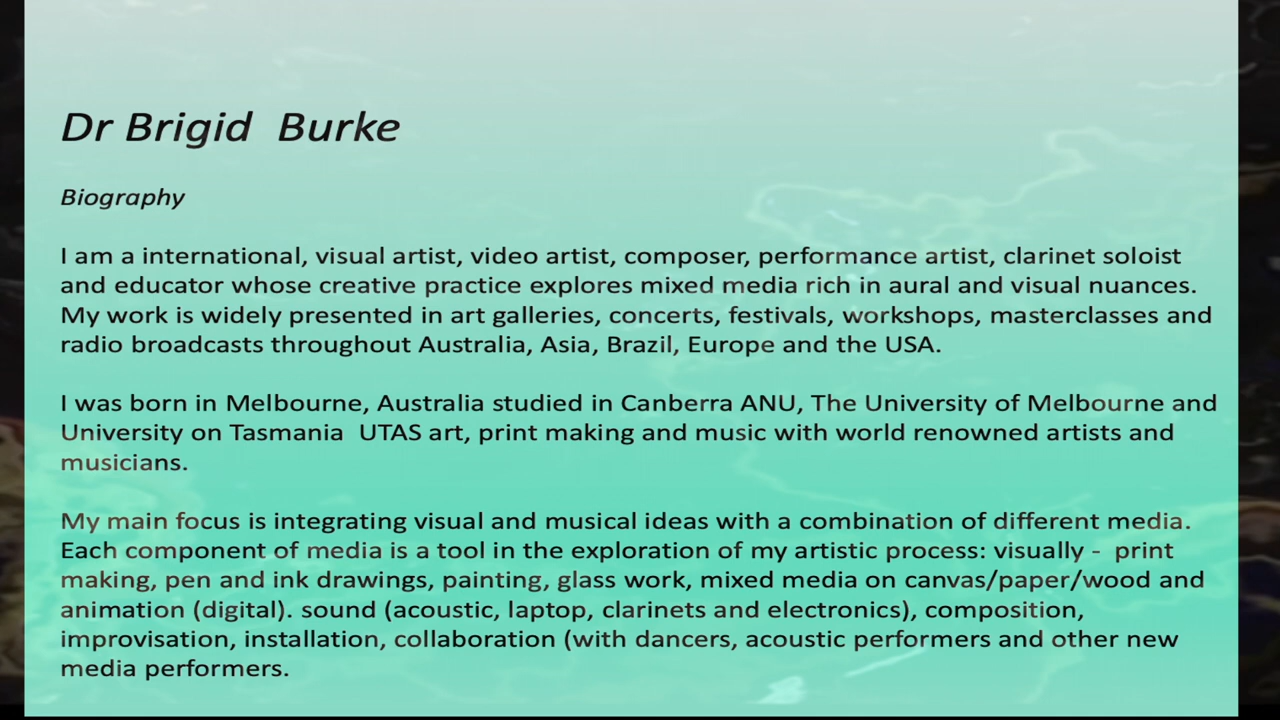 Dr Brigid  Burke
Biography
I am a international, visual artist, video artist, composer, performance artist, clarinet soloist
and educator whose creative practice explores mixed media rich in aural and visual nuances.
My work is widely presented in art galleries, concerts, festivals, workshops, masterclasses and
radio broadcasts throughout Australia, Asia, Brazil, Europe and the USA.
I was born in Melbourne, Australia studied in Canberra ANU, The University of Melbourne and
University on Tasmania  UTAS art, print making and music with world renowned artists and
musicians.
My main focus is integrating visual and musical ideas with a combination of different media.
Each component of media is a tool in the exploration of my artistic process: visually -  print
making, pen and ink drawings, painting, glass work, mixed media on canvas/paper/wood and
animation (digital). sound (acoustic, laptop, clarinets and electronics), composition,
improvisation, installation, collaboration (with dancers, acoustic performers and other new
media performers.